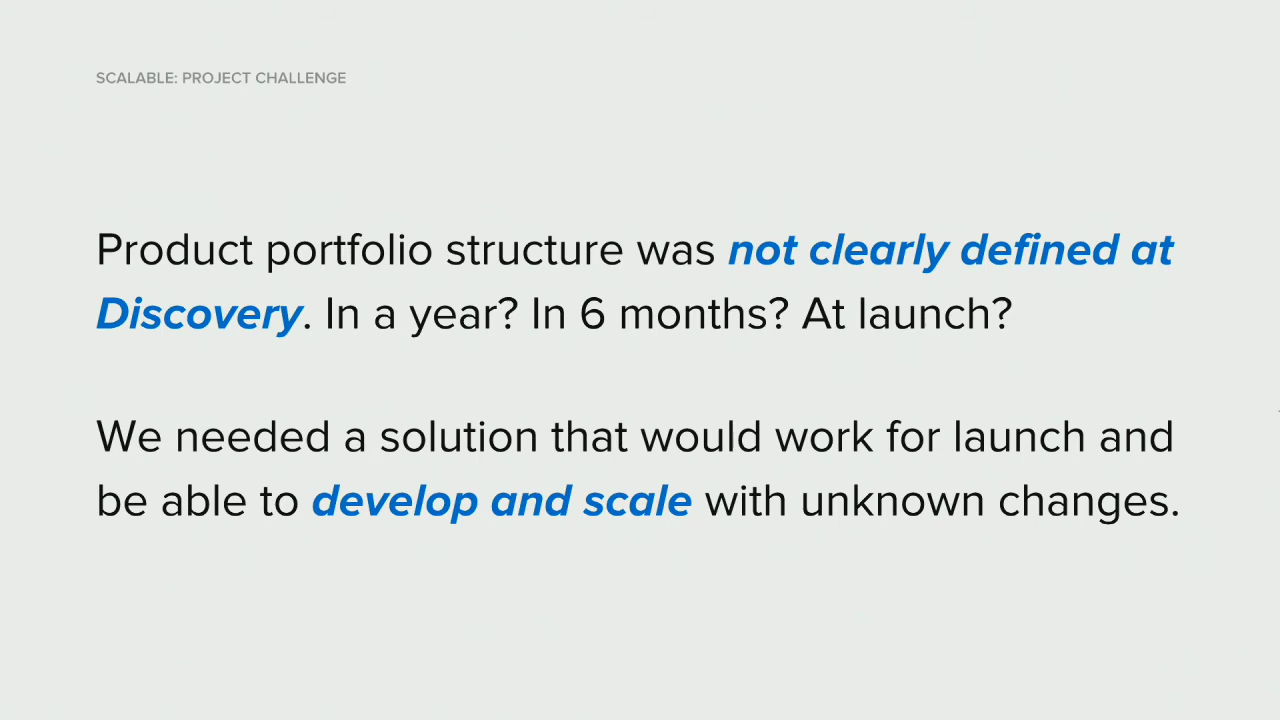 SCALABLE: PROJECT CHALLENGE
Product portfolio structure was not clearly defined at
Discovery. In a year? In 6 months? At launch?
We needed a solution that would work for launch and
be able to develop and scale with unknown changes.